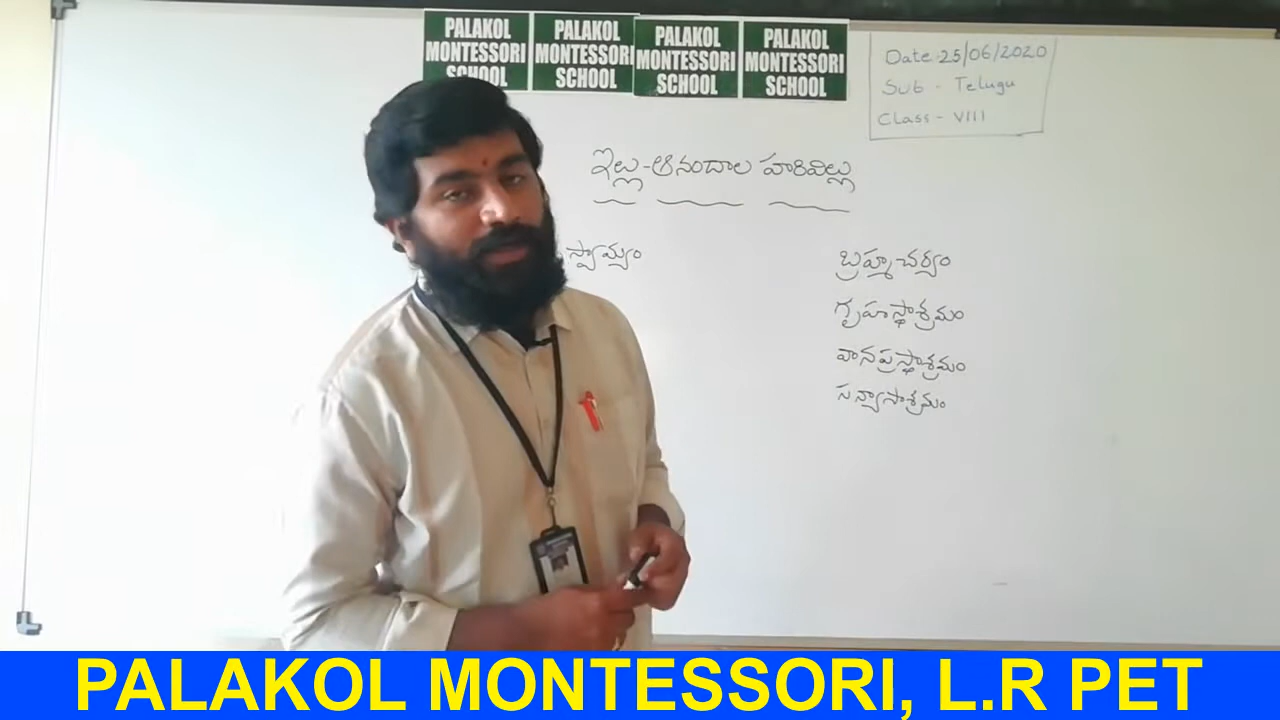 PALAKOL MONTESSORI SCHOOL
PALAKOL MONTESSORI SCHOOL
PALAKOL MONTESSORI SCHOOL
PALAKOL MONTESSORI SCHOOL
Date 25/06/2020
Sub - Telugu
Class - VIII
ఇల్లు-ఆనందాల హరివిల్లు
బ్రహ్మచర్యం
గృహస్థాశ్రమం
వానప్రస్థాశ్రమం
సన్యాసాశ్రమం
PALAKOL MONTESSORI, L.R PET